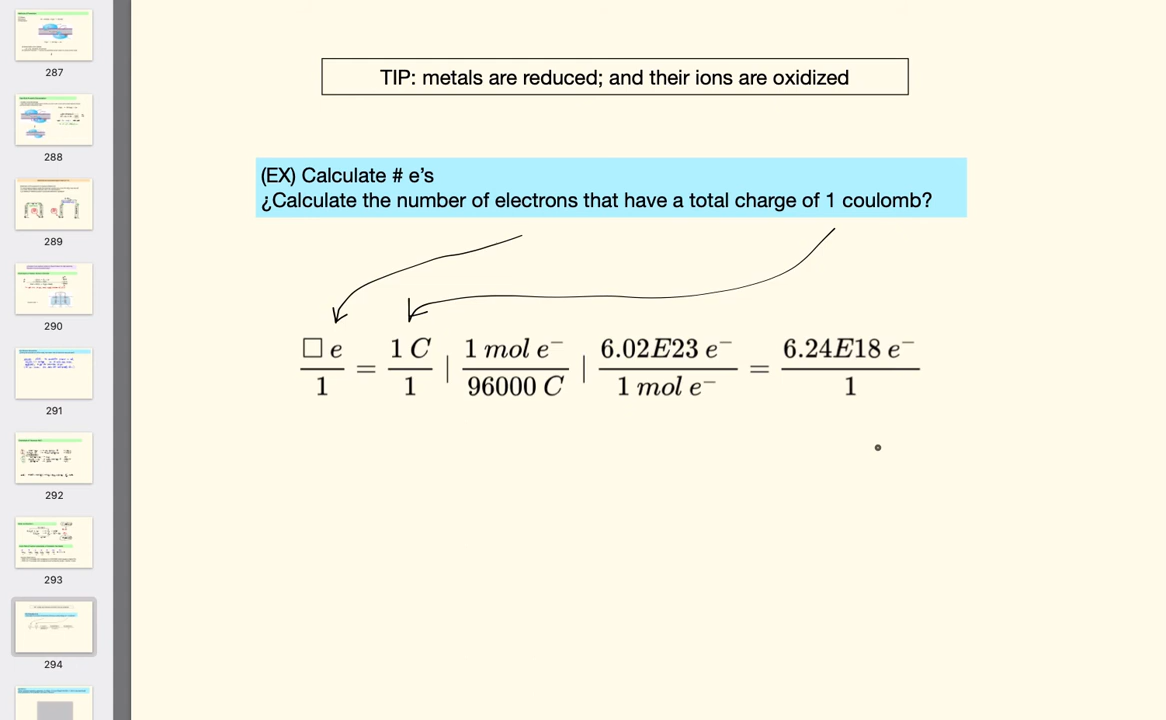 287
288
289
290
291
292
293
294
TIP: metals are reduced; and their ions are oxidized
(EX) Calculate # e's
¿Calculate the number of electrons that have a total charge of 1 coulomb?
□ e / 1 = 1 C / 1 | 1 mol e⁻ / 96000 C | 6.02E23 e⁻ / 1 mol e⁻ = 6.24E18 e⁻ / 1